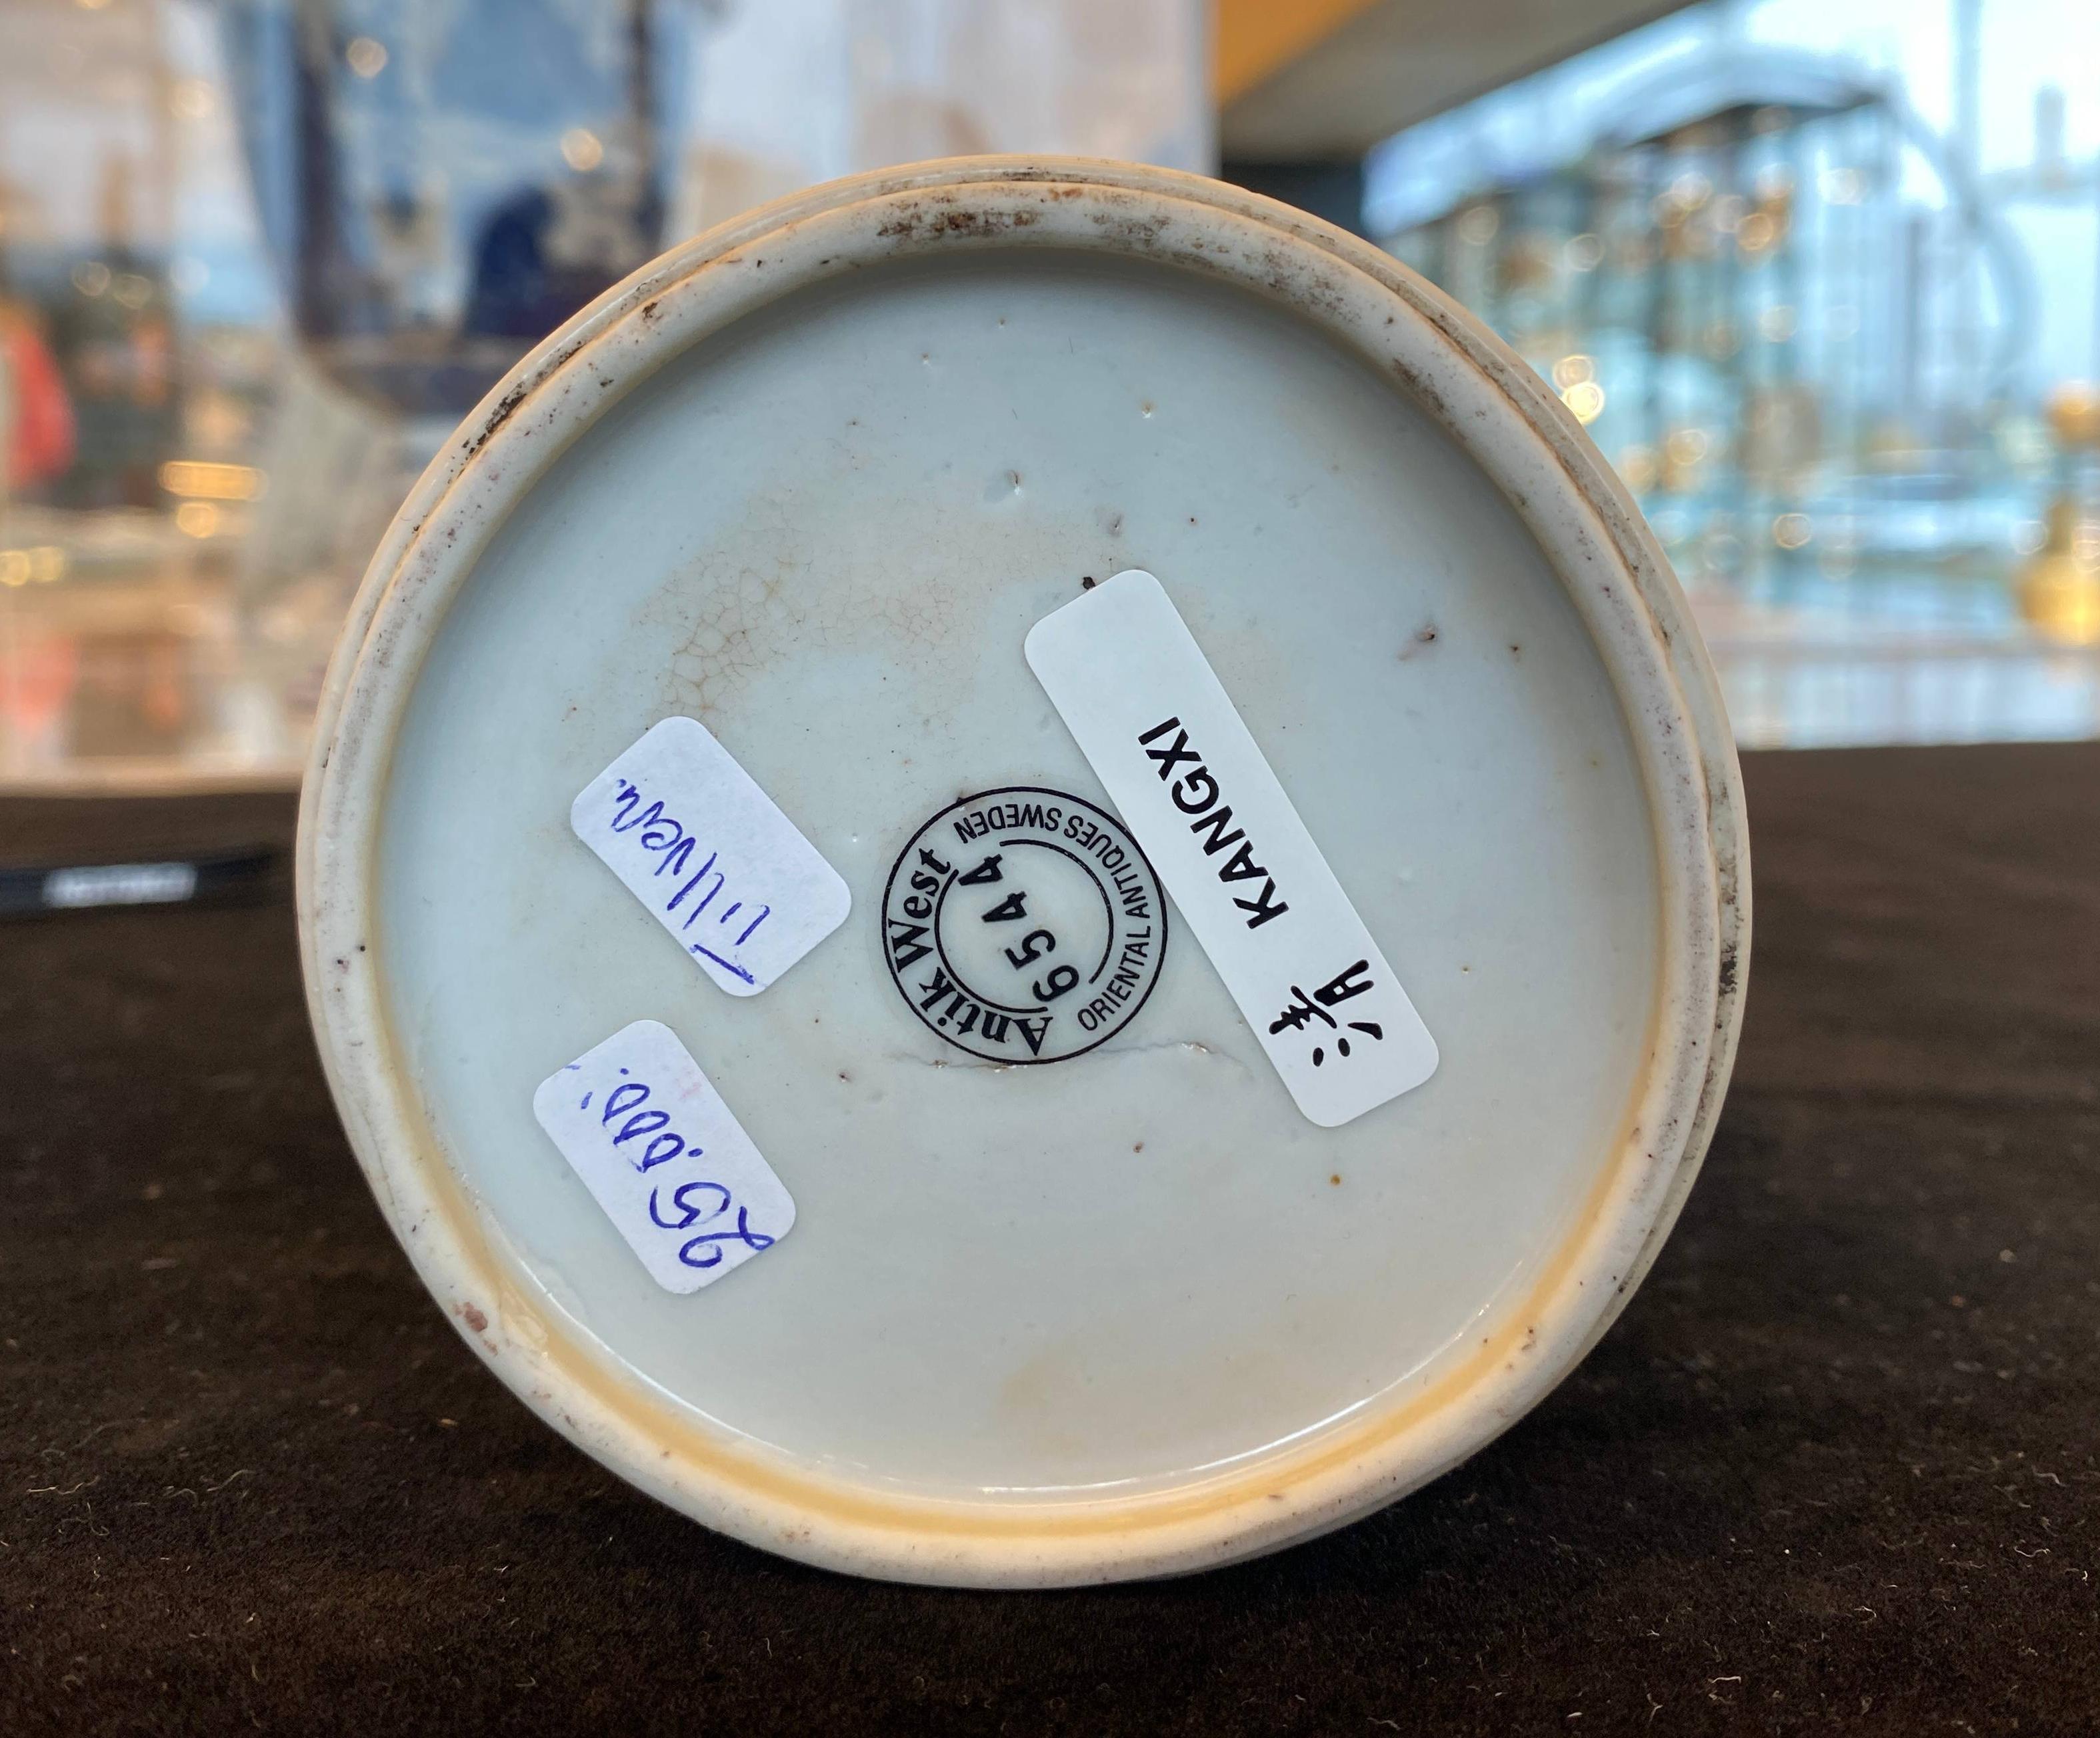 清 KANGXI
Antik West
ORIENTAL ANTIQUES SWEDEN
6544
25.000: